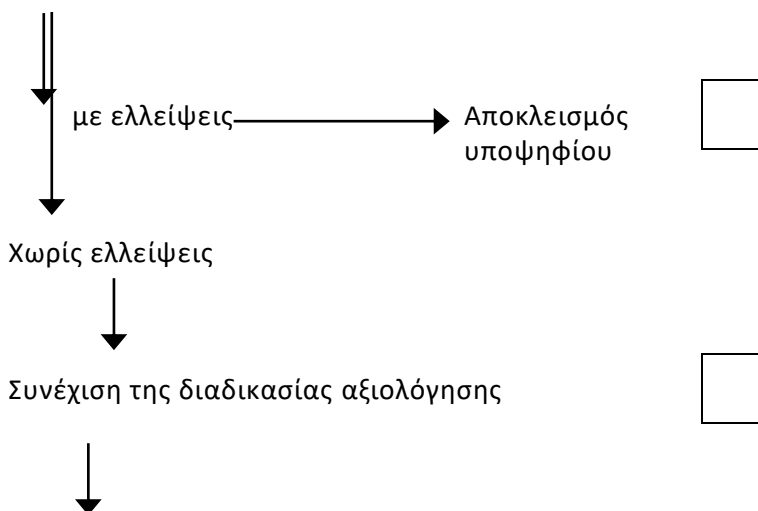 με ελλείψεις
Αποκλεισμός
υποψηφίου
Χωρίς ελλείψεις
Συνέχιση της διαδικασίας αξιολόγησης